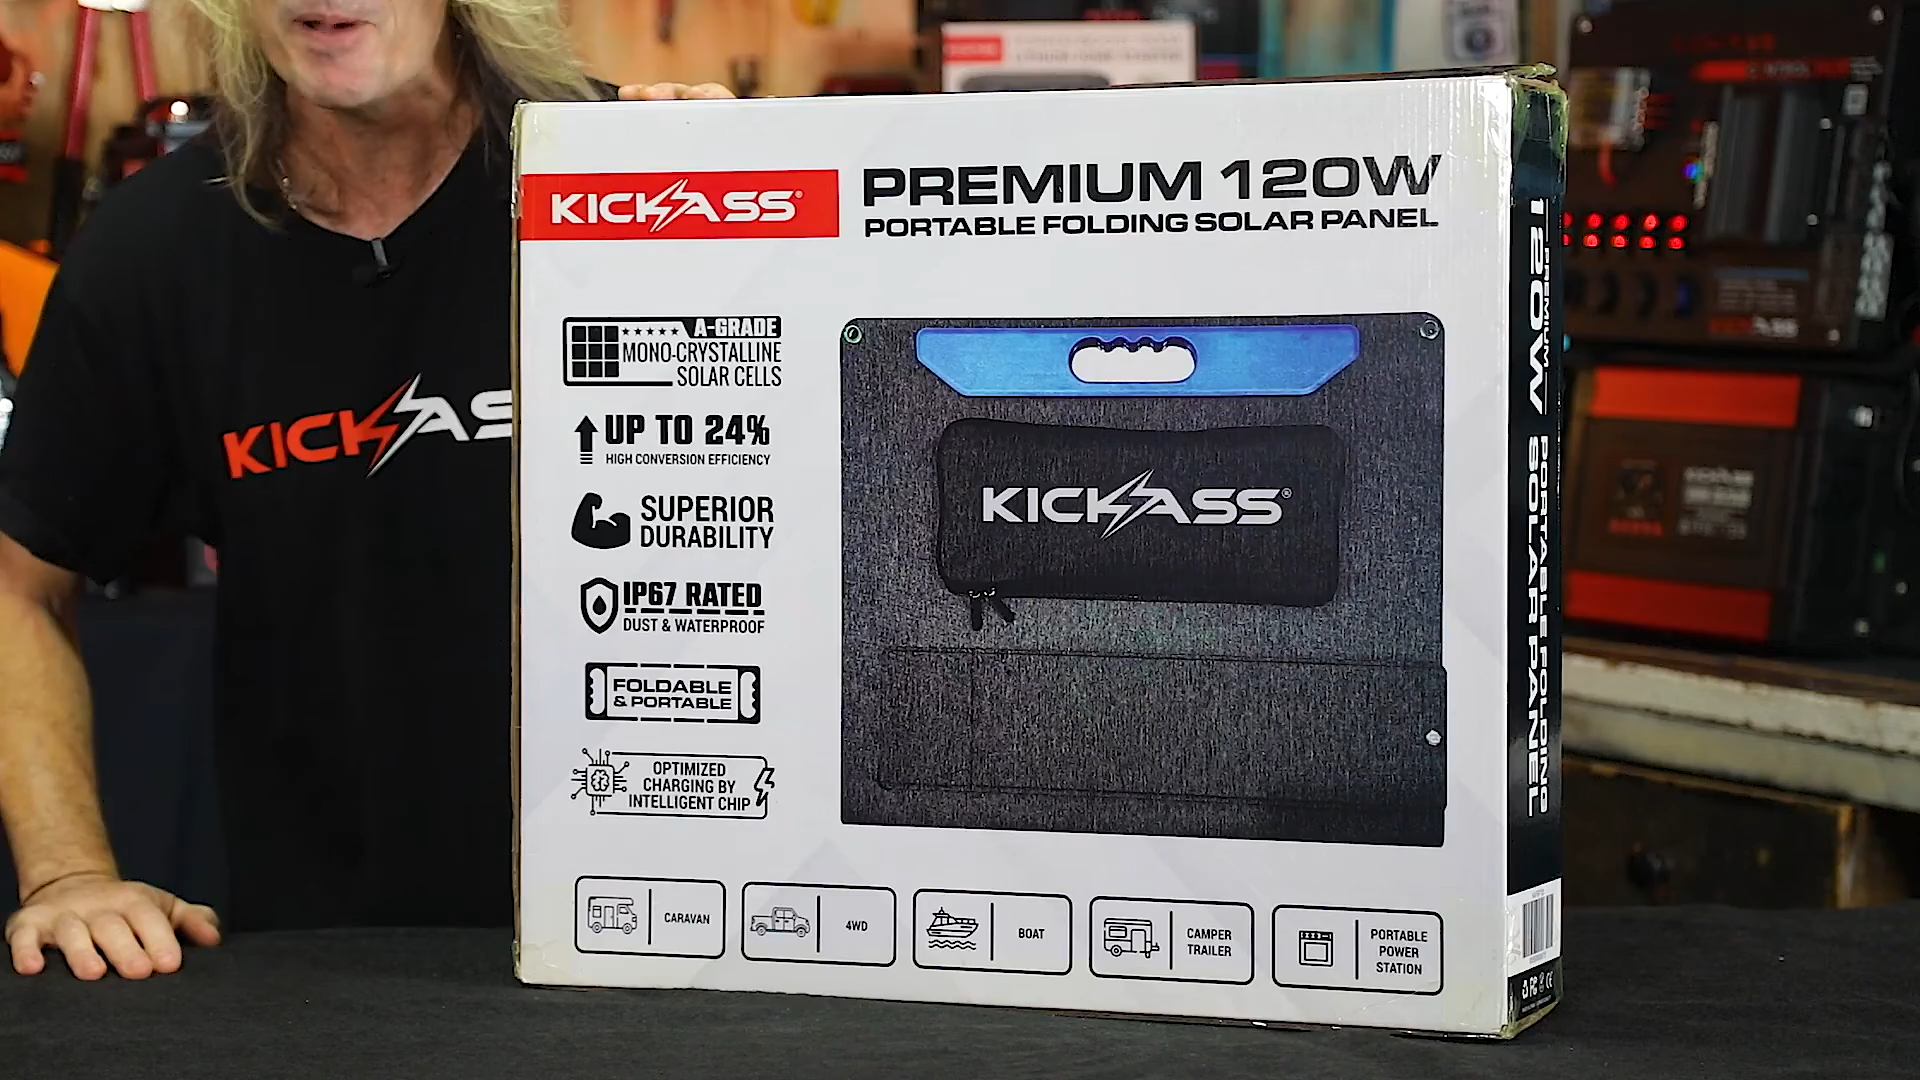 KICKASS®
PREMIUM 120W
PORTABLE FOLDING SOLAR PANEL
A-GRADE
MONO-CRYSTALLINE
SOLAR CELLS
UP TO 24%
HIGH CONVERSION EFFICIENCY
SUPERIOR
DURABILITY
IP67 RATED
DUST & WATERPROOF
FOLDABLE
& PORTABLE
OPTIMIZED
CHARGING BY
INTELLIGENT CHIP
KICKASS®
CARAVAN
4WD
BOAT
CAMPER
TRAILER
PORTABLE
POWER
STATION
PREMIUM
120W
PORTABLE FOLDING
SOLAR PANEL
KICKAS